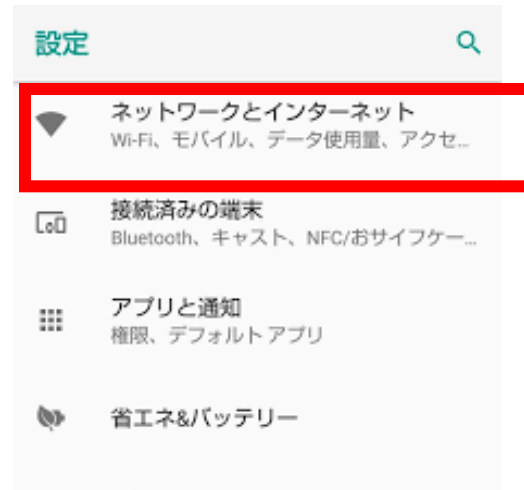 設定
ネットワークとインターネット
Wi-Fi、モバイル、データ使用量、アクセ...
接続済みの端末
Bluetooth、キャスト、NFC/おサイフケー...
アプリと通知
権限、デフォルト アプリ
省エネ&バッテリー